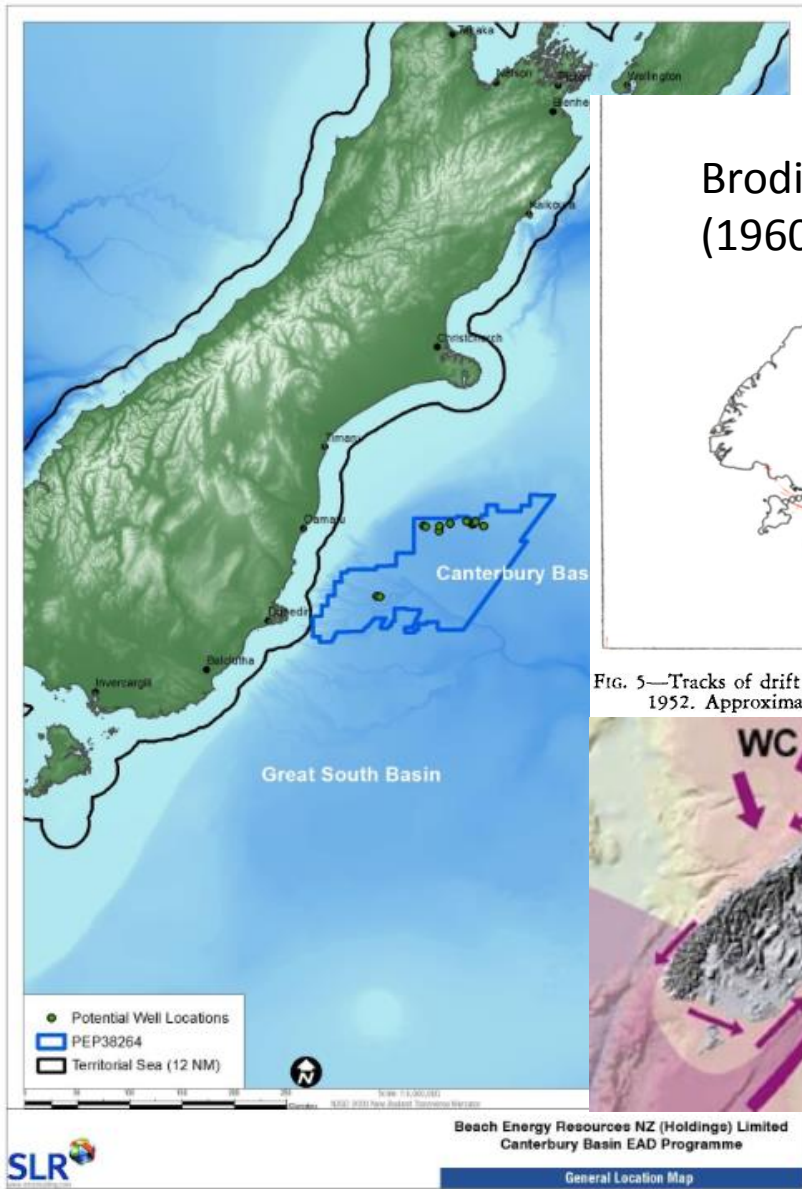 Nelson
Picton
Wellington
Blenhe
Kaikoura
Brodi
(1960
Christchurch
Timaru
Oamaru
Canterbury Bas
Dunedin
Balclutha
Invercargill
FIG. 5—Tracks of drift
1952. Approxima
WC
Great South Basin
Potential Well Locations
PEP38264
Territorial Sea (12 NM)
N
Beach Energy Resources NZ (Holdings) Limited
Canterbury Basin EAD Programme
SLR
General Location Map